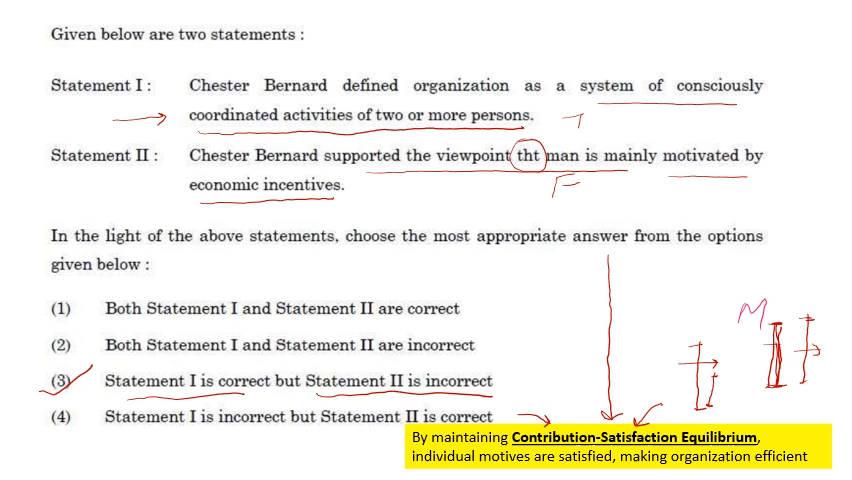 Given below are two statements :
Statement I : Chester Bernard defined organization as a system of consciously
coordinated activities of two or more persons.
T
Statement II : Chester Bernard supported the viewpoint tht man is mainly motivated by
economic incentives.
F
In the light of the above statements, choose the most appropriate answer from the options
given below :
(1) Both Statement I and Statement II are correct
(2) Both Statement I and Statement II are incorrect
M
(3) Statement I is correct but Statement II is incorrect
(4) Statement I is incorrect but Statement II is correct
By maintaining Contribution-Satisfaction Equilibrium,
individual motives are satisfied, making organization efficient